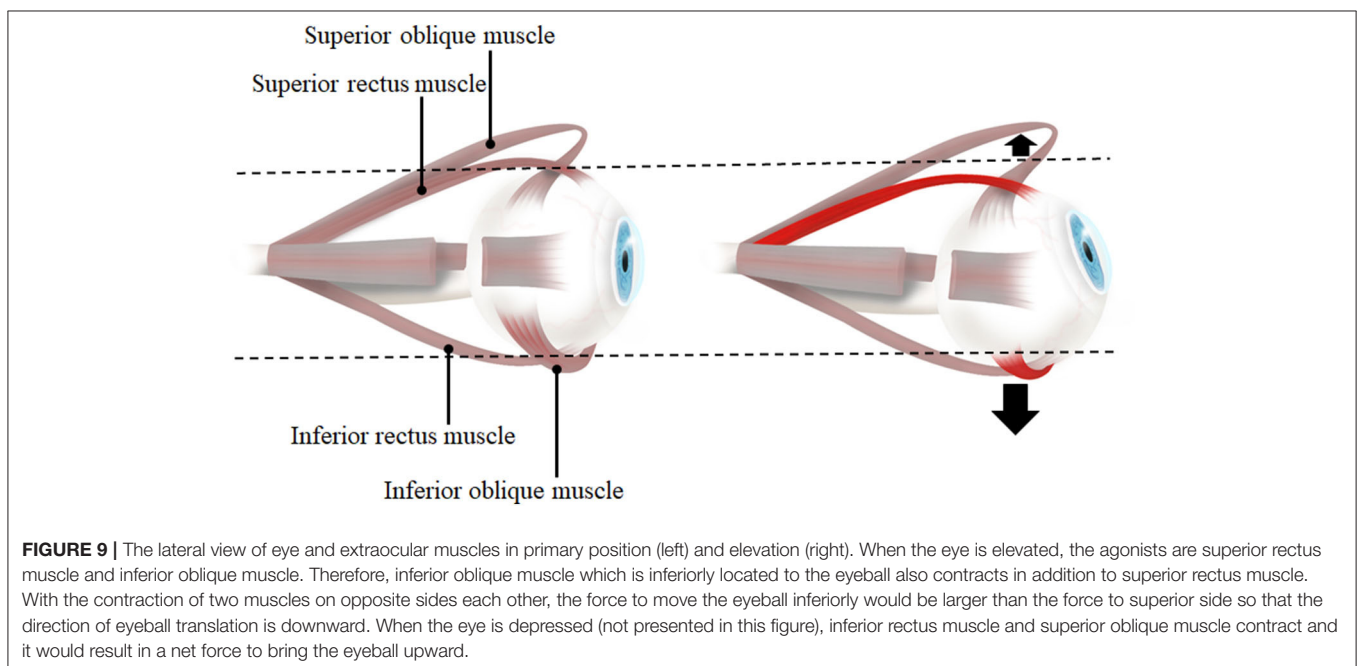 Superior oblique muscle
Superior rectus muscle
Inferior rectus muscle
Inferior oblique muscle
FIGURE 9 | The lateral view of eye and extraocular muscles in primary position (left) and elevation (right). When the eye is elevated, the agonists are superior rectus
muscle and inferior oblique muscle. Therefore, inferior oblique muscle which is inferiorly located to the eyeball also contracts in addition to superior rectus muscle.
With the contraction of two muscles on opposite sides each other, the force to move the eyeball inferiorly would be larger than the force to superior side so that the
direction of eyeball translation is downward. When the eye is depressed (not presented in this figure), inferior rectus muscle and superior oblique muscle contract and
it would result in a net force to bring the eyeball upward.